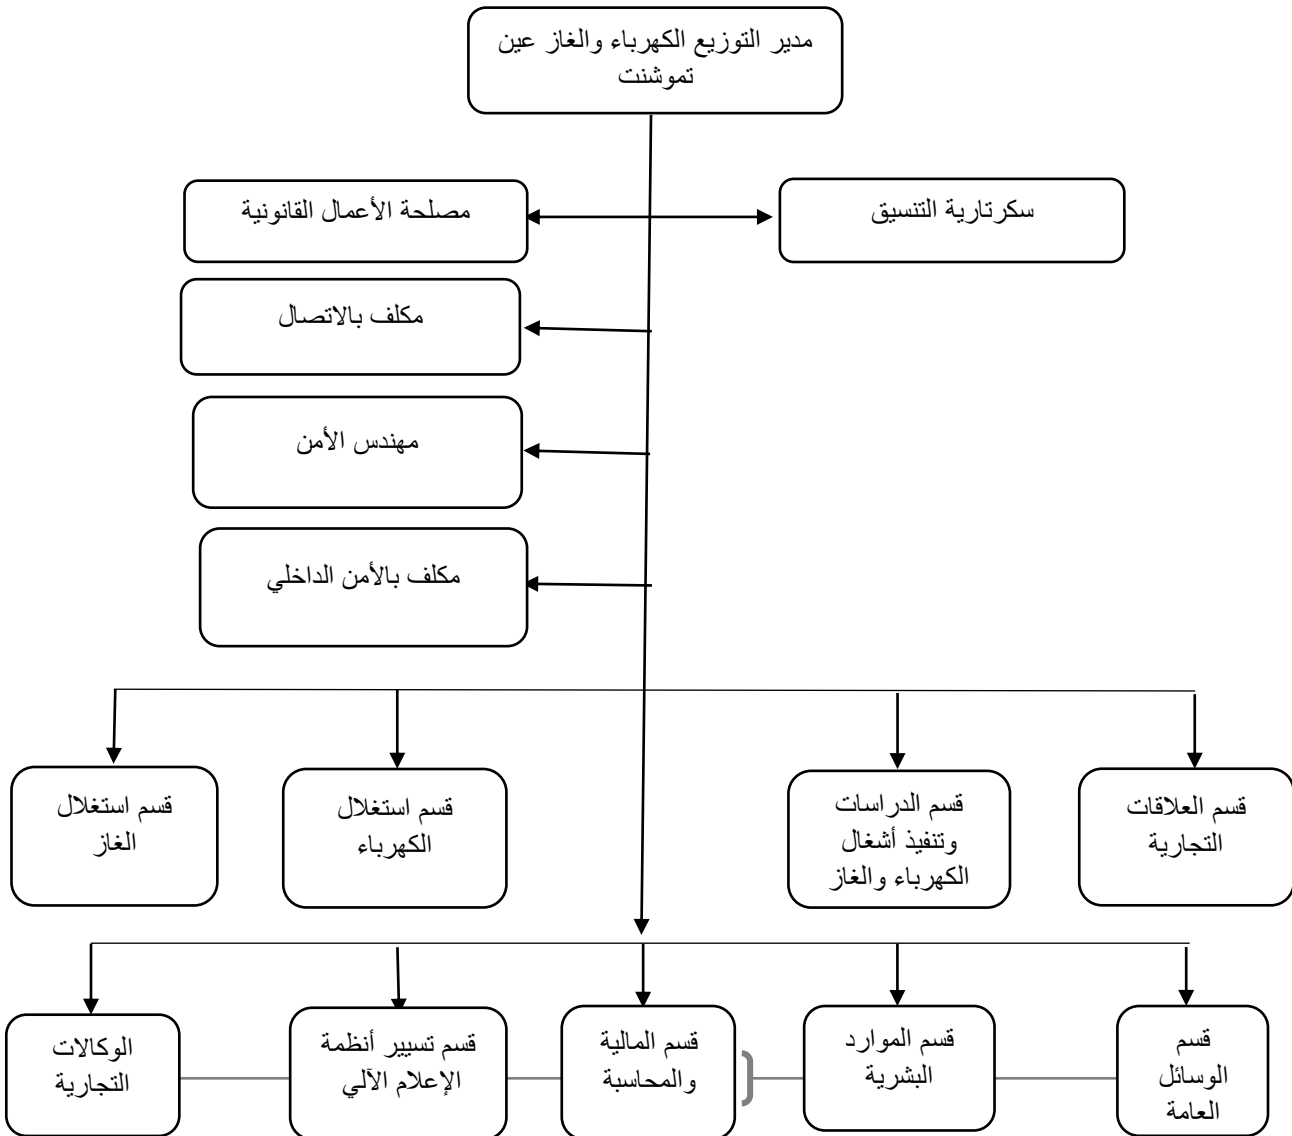 مدير التوزيع الكهرباء والغاز عين
تموشنت
سكرتارية التنسيق
مصلحة الأعمال القانونية
مكلف بالاتصال
مهندس الأمن
مكلف بالأمن الداخلي
قسم العلاقات
التجارية
قسم الدراسات
وتنفيذ أشغال
الكهرباء والغاز
قسم استغلال
الكهرباء
قسم استغلال
الغاز
قسم
الوسائل
العامة
قسم الموارد
البشرية
قسم المالية
والمحاسبة
قسم تسيير أنظمة
الإعلام الآلي
الوكالات
التجارية